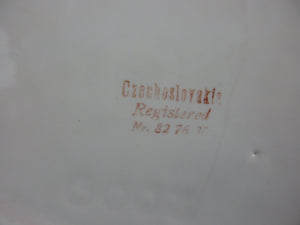 Czechoslovakia
Registered
Nr. 82 76